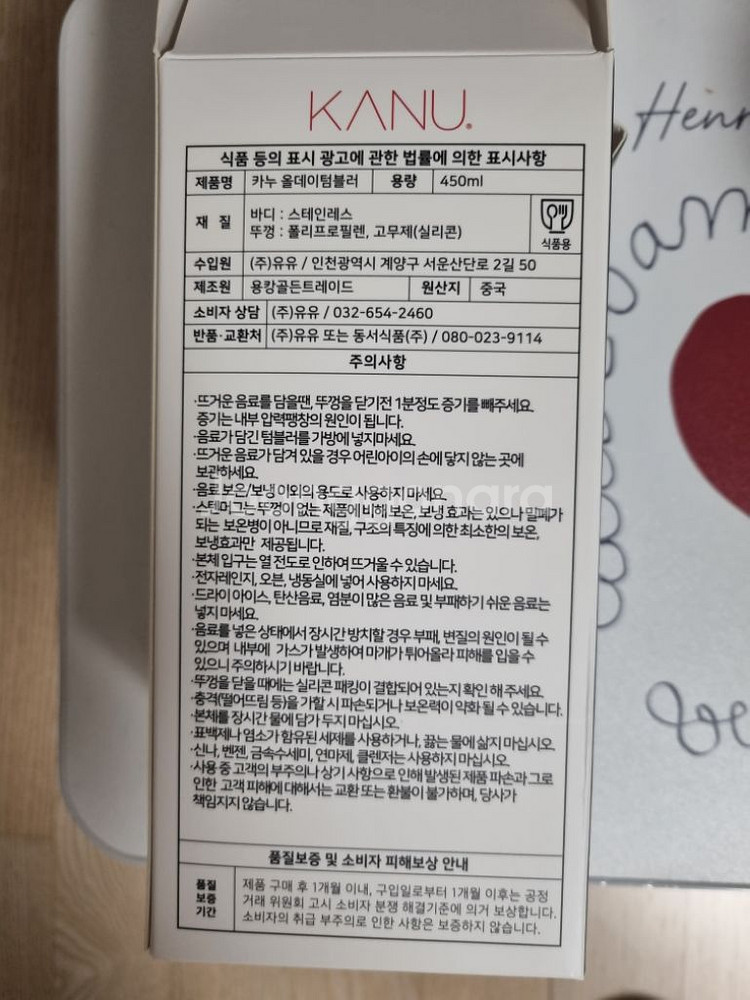 KANU.
식품 등의 표시 광고에 관한 법률에 의한 표시사항
제품명 카누 올데이텀블러 용량 450ml
재 질 바디 : 스테인레스
뚜껑 : 폴리프로필렌, 고무제(실리콘)
식품용
수입원 (주)유유 / 인천광역시 계양구 서운산단로 2길 50
제조원 용캉골든트레이드 원산지 중국
소비자 상담 (주)유유 / 032-654-2460
반품·교환처 (주)유유 또는 동서식품(주) / 080-023-9114
주의사항
·뜨거운 음료를 담을땐, 뚜껑을 닫기전 1분정도 증기를 빼주세요.
증기는 내부 압력팽창의 원인이 됩니다.
·음료가 담긴 텀블러를 가방에 넣지마세요.
·뜨거운 음료가 담겨 있을 경우 어린아이의 손에 닿지 않는 곳에
보관하세요.
·음료 보온/보냉 이외의 용도로 사용하지 마세요.
·스텐머그는 뚜껑이 없는 제품에 비해 보온, 보냉 효과는 있으나 밀폐가
되는 보온병이 아니므로 재질, 구조의 특징에 의한 최소한의 보온,
보냉효과만 제공됩니다.
·본체 입구는 열 전도로 인하여 뜨거울 수 있습니다.
·전자레인지, 오븐, 냉동실에 넣어 사용하지 마세요.
·드라이 아이스, 탄산음료, 염분이 많은 음료 및 부패하기 쉬운 음료는
넣지 마세요.
·음료를 넣은 상태에서 장시간 방치할 경우 부패, 변질의 원인이 될 수
있으며 내부에 가스가 발생하여 마개가 튀어올라 피해를 입을 수
있으니 주의하시기 바랍니다.
·뚜껑을 닫을 때에는 실리콘 패킹이 결합되어 있는지 확인 해 주세요.
·충격(떨어뜨림 등)을 가할 시 파손되거나 보온력이 약화 될 수 있습니다.
·본체를 장시간 물에 담가 두지 마십시오.
·표백제나 염소가 함유된 세제를 사용하거나, 끓는 물에 삶지 마십시오.
·신나, 벤젠, 금속수세미, 연마제, 클렌저는 사용하지 마십시오.
·사용 중 고객의 부주의나 상기 사항으로 인해 발생된 제품 파손과 그로
인한 고객 피해에 대해서는 교환 또는 환불이 불가하며, 당사가
책임지지 않습니다.
품질보증 및 소비자 피해보상 안내
품질 보증 기간 제품 구매 후 1개월 이내, 구입일로부터 1개월 이후는 공정
거래 위원회 고시 소비자 분쟁 해결기준에 의거 보상합니다.
소비자의 취급 부주의로 인한 사항은 보증하지 않습니다.